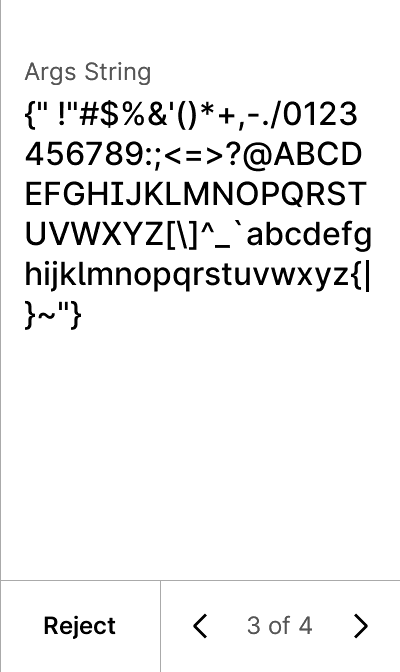 Args String
{" !"#$%&'()*+,-./0123
456789:;<=>?@ABCD
EFGHIJKLMNOPQRST
UVWXYZ[\]^_`abcdefg
hijklmnopqrstuvwxyz{|
}~"}
Reject
3 of 4